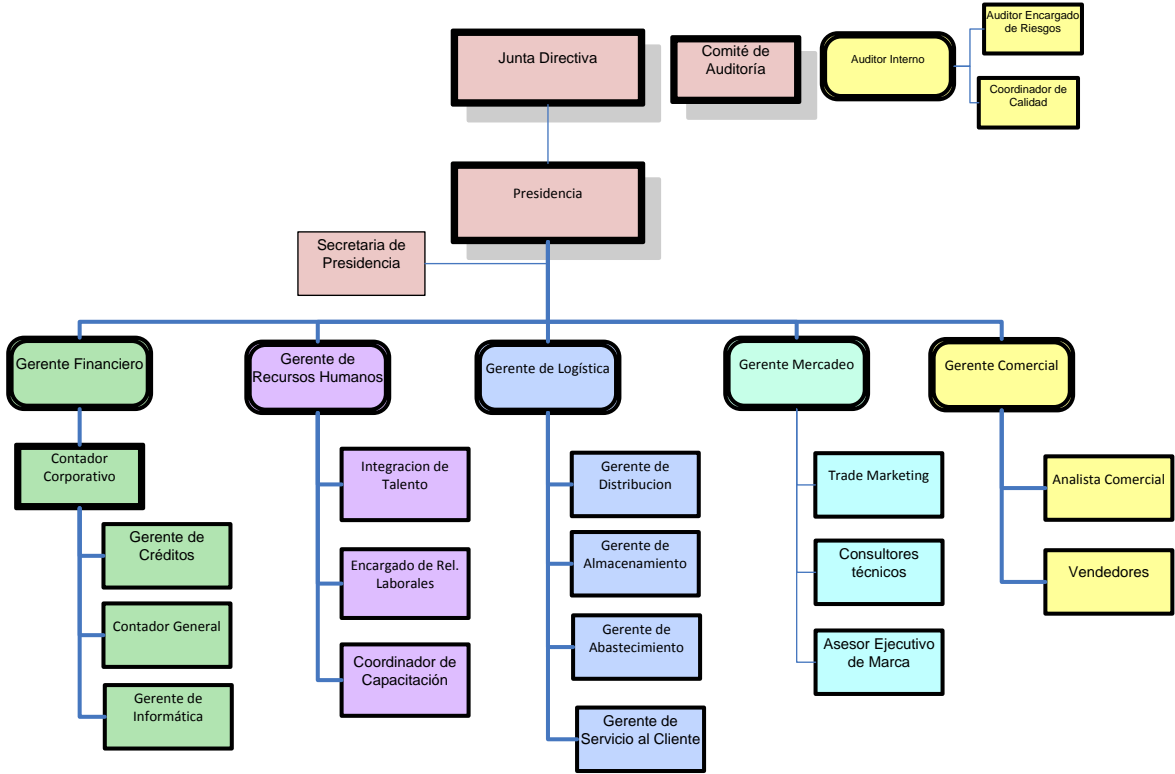 Junta Directiva
Comité de
Auditoría
Auditor Interno
Auditor Encargado
de Riesgos
Coordinador de
Calidad
Presidencia
Secretaria de
Presidencia
Gerente Financiero
Gerente de
Recursos Humanos
Gerente de Logística
Gerente Mercadeo
Gerente Comercial
Contador
Corporativo
Gerente de
Créditos
Contador General
Gerente de
Informática
Integracion de
Talento
Encargado de Rel.
Laborales
Coordinador de
Capacitación
Gerente de
Distribucion
Gerente de
Almacenamiento
Gerente de
Abastecimiento
Gerente de
Servicio al Cliente
Trade Marketing
Consultores
técnicos
Asesor Ejecutivo
de Marca
Analista Comercial
Vendedores